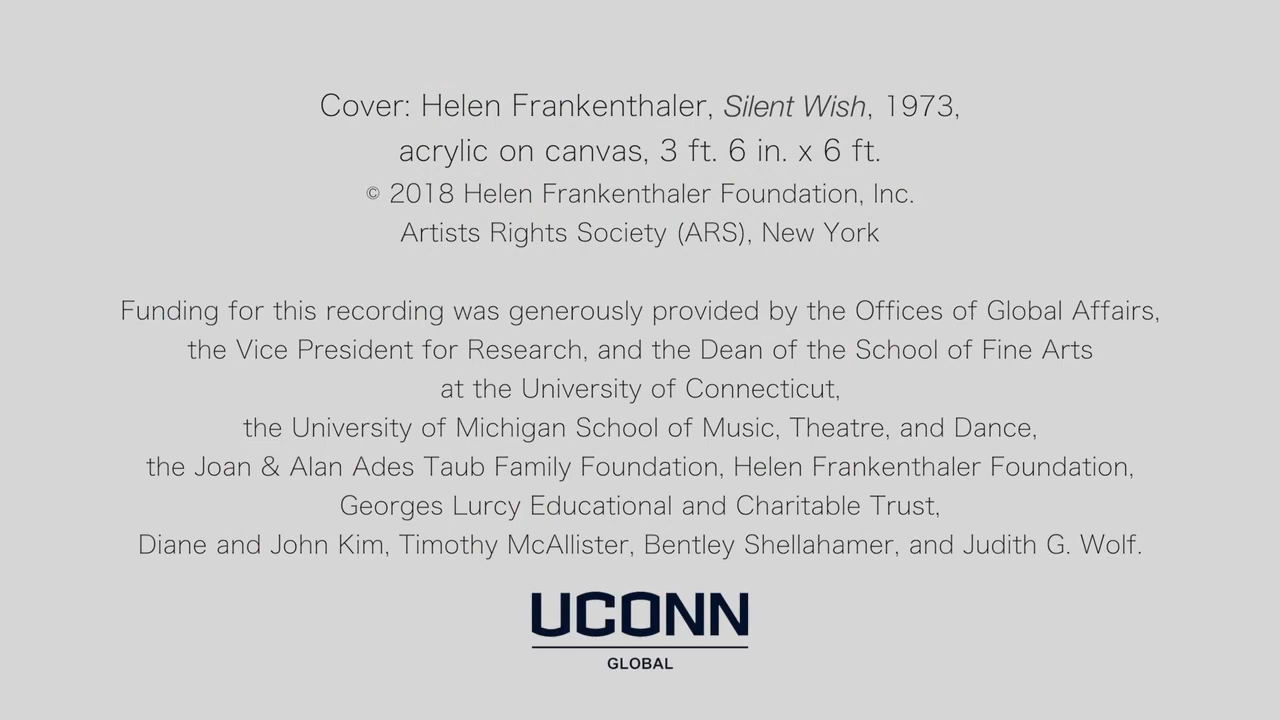 Cover: Helen Frankenthaler, Silent Wish, 1973,
acrylic on canvas, 3 ft. 6 in. x 6 ft.
© 2018 Helen Frankenthaler Foundation, Inc.
Artists Rights Society (ARS), New York
Funding for this recording was generously provided by the Offices of Global Affairs,
the Vice President for Research, and the Dean of the School of Fine Arts
at the University of Connecticut,
the University of Michigan School of Music, Theatre, and Dance,
the Joan & Alan Ades Taub Family Foundation, Helen Frankenthaler Foundation,
Georges Lurcy Educational and Charitable Trust,
Diane and John Kim, Timothy McAllister, Bentley Shellahamer, and Judith G. Wolf.
UCONN
GLOBAL